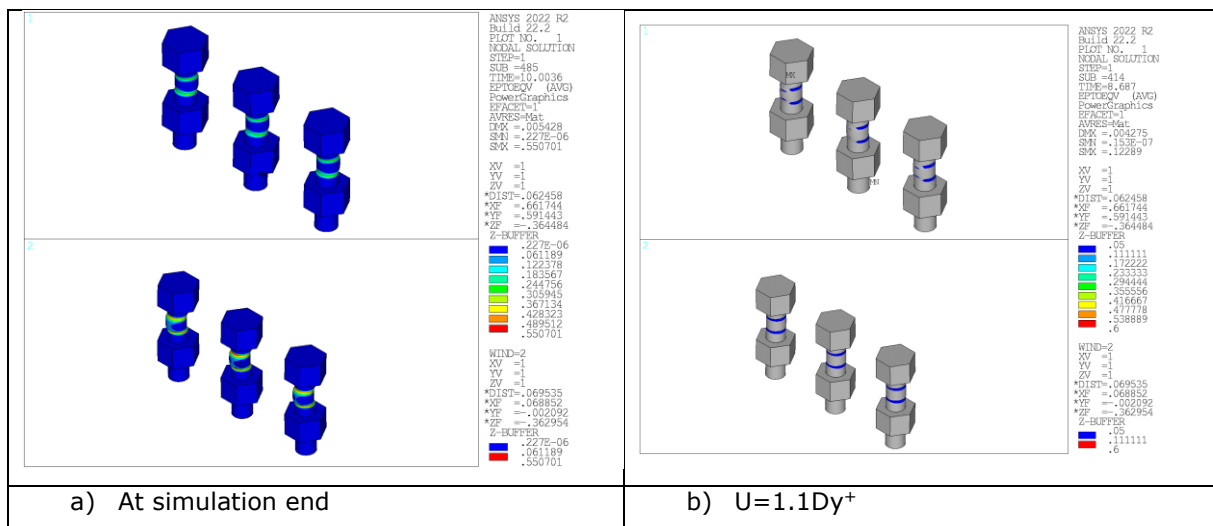 1
ANSYS 2022 R2
Build 22.2
PLOT NO. 1
NODAL SOLUTION
STEP=1
SUB =485
TIME=10.0036
EPTOEQV (AVG)
PowerGraphics
EFACET=1
AVRES=Mat
DMX =.005428
SMN =.227E-06
SMX =.550701
XV =1
YV =1
ZV =1
*DIST=.062458
*XF =.661744
*YF =.591443
*ZF =-.364484
Z-BUFFER
.227E-06
.061189
.122378
.183567
.244756
.305945
.367134
.428323
.489512
.550701
2
WIND=2
XV =1
YV =1
ZV =1
*DIST=.069535
*XF =.068852
*YF =-.002092
*ZF =-.362954
Z-BUFFER
.227E-06
.061189
.550701
a) At simulation end
1
MX
MN
ANSYS 2022 R2
Build 22.2
PLOT NO. 1
NODAL SOLUTION
STEP=1
SUB =414
TIME=8.687
EPTOEQV (AVG)
PowerGraphics
EFACET=1
AVRES=Mat
DMX =.004275
SMN =.153E-07
SMX =.12289
XV =1
YV =1
ZV =1
*DIST=.062458
*XF =.661744
*YF =.591443
*ZF =-.364484
Z-BUFFER
.05
.111111
.172222
.233333
.294444
.355556
.416667
.477778
.538889
.6
2
WIND=2
XV =1
YV =1
ZV =1
*DIST=.069535
*XF =.068852
*YF =-.002092
*ZF =-.362954
Z-BUFFER
.05
.111111
.6
b) U=1.1Dy⁺